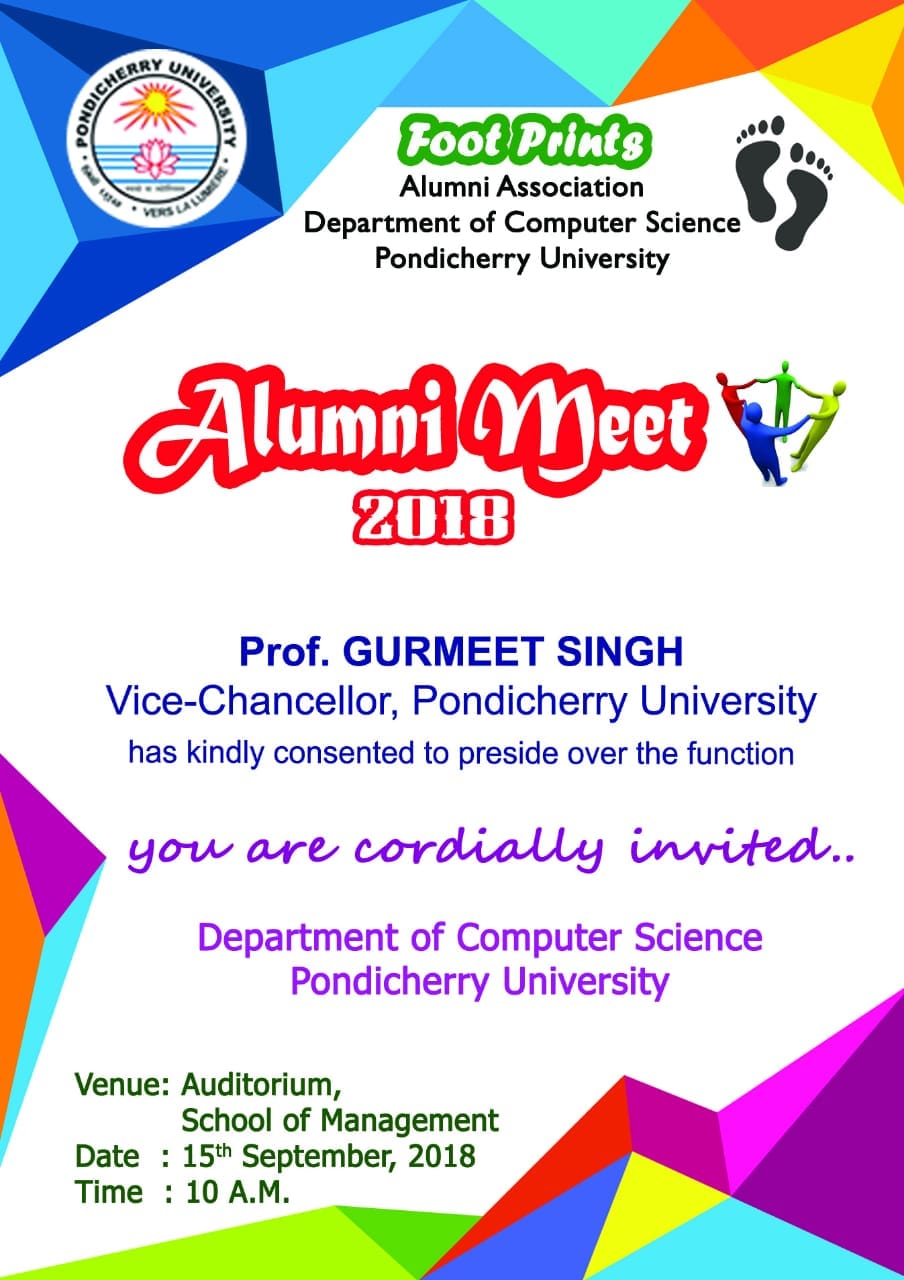 PONDICHERRY UNIVERSITY
VERS LA LUMIÈRE
Foot Prints
Alumni Association
Department of Computer Science
Pondicherry University
Alumni Meet
2018
Prof. GURMEET SINGH
Vice-Chancellor, Pondicherry University
has kindly consented to preside over the function
you are cordially invited..
Department of Computer Science
Pondicherry University
Venue: Auditorium,
School of Management
Date : 15th September, 2018
Time : 10 A.M.